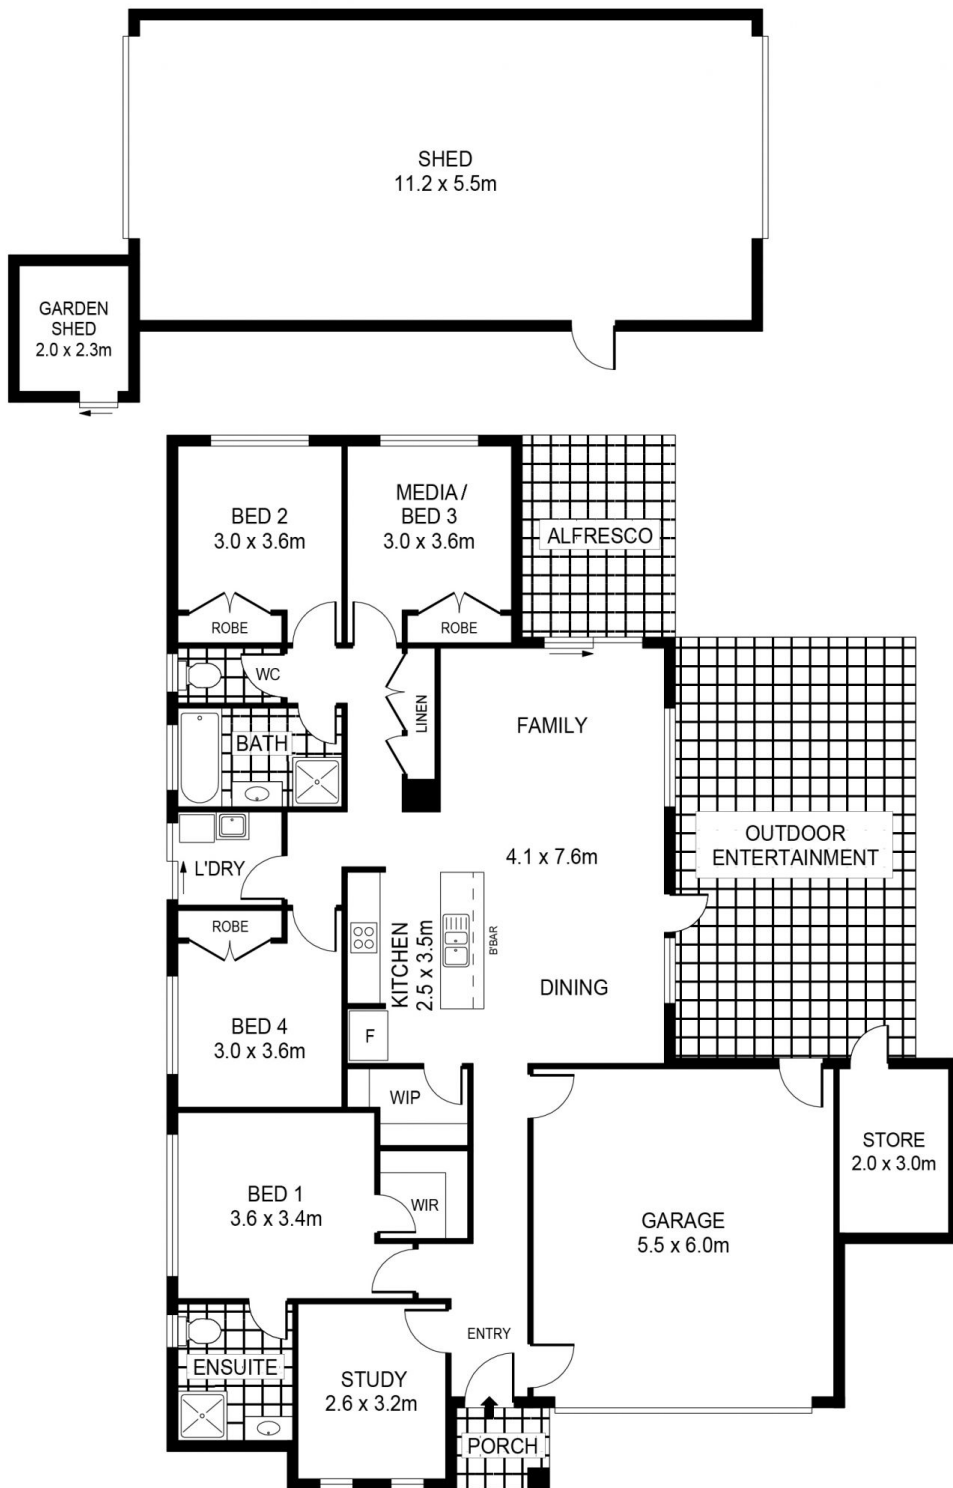 SHED
11.2 x 5.5m
GARDEN
SHED
2.0 x 2.3m
BED 2
3.0 x 3.6m
MEDIA /
BED 3
3.0 x 3.6m
ALFRESCO
ROBE
ROBE
WC
LINEN
FAMILY
BATH
OUTDOOR
ENTERTAINMENT
4.1 x 7.6m
L'DRY
ROBE
KITCHEN
2.5 x 3.5m
B'BAR
DINING
BED 4
3.0 x 3.6m
F
WIP
STORE
2.0 x 3.0m
BED 1
3.6 x 3.4m
WIR
GARAGE
5.5 x 6.0m
ENTRY
ENSUITE
STUDY
2.6 x 3.2m
PORCH